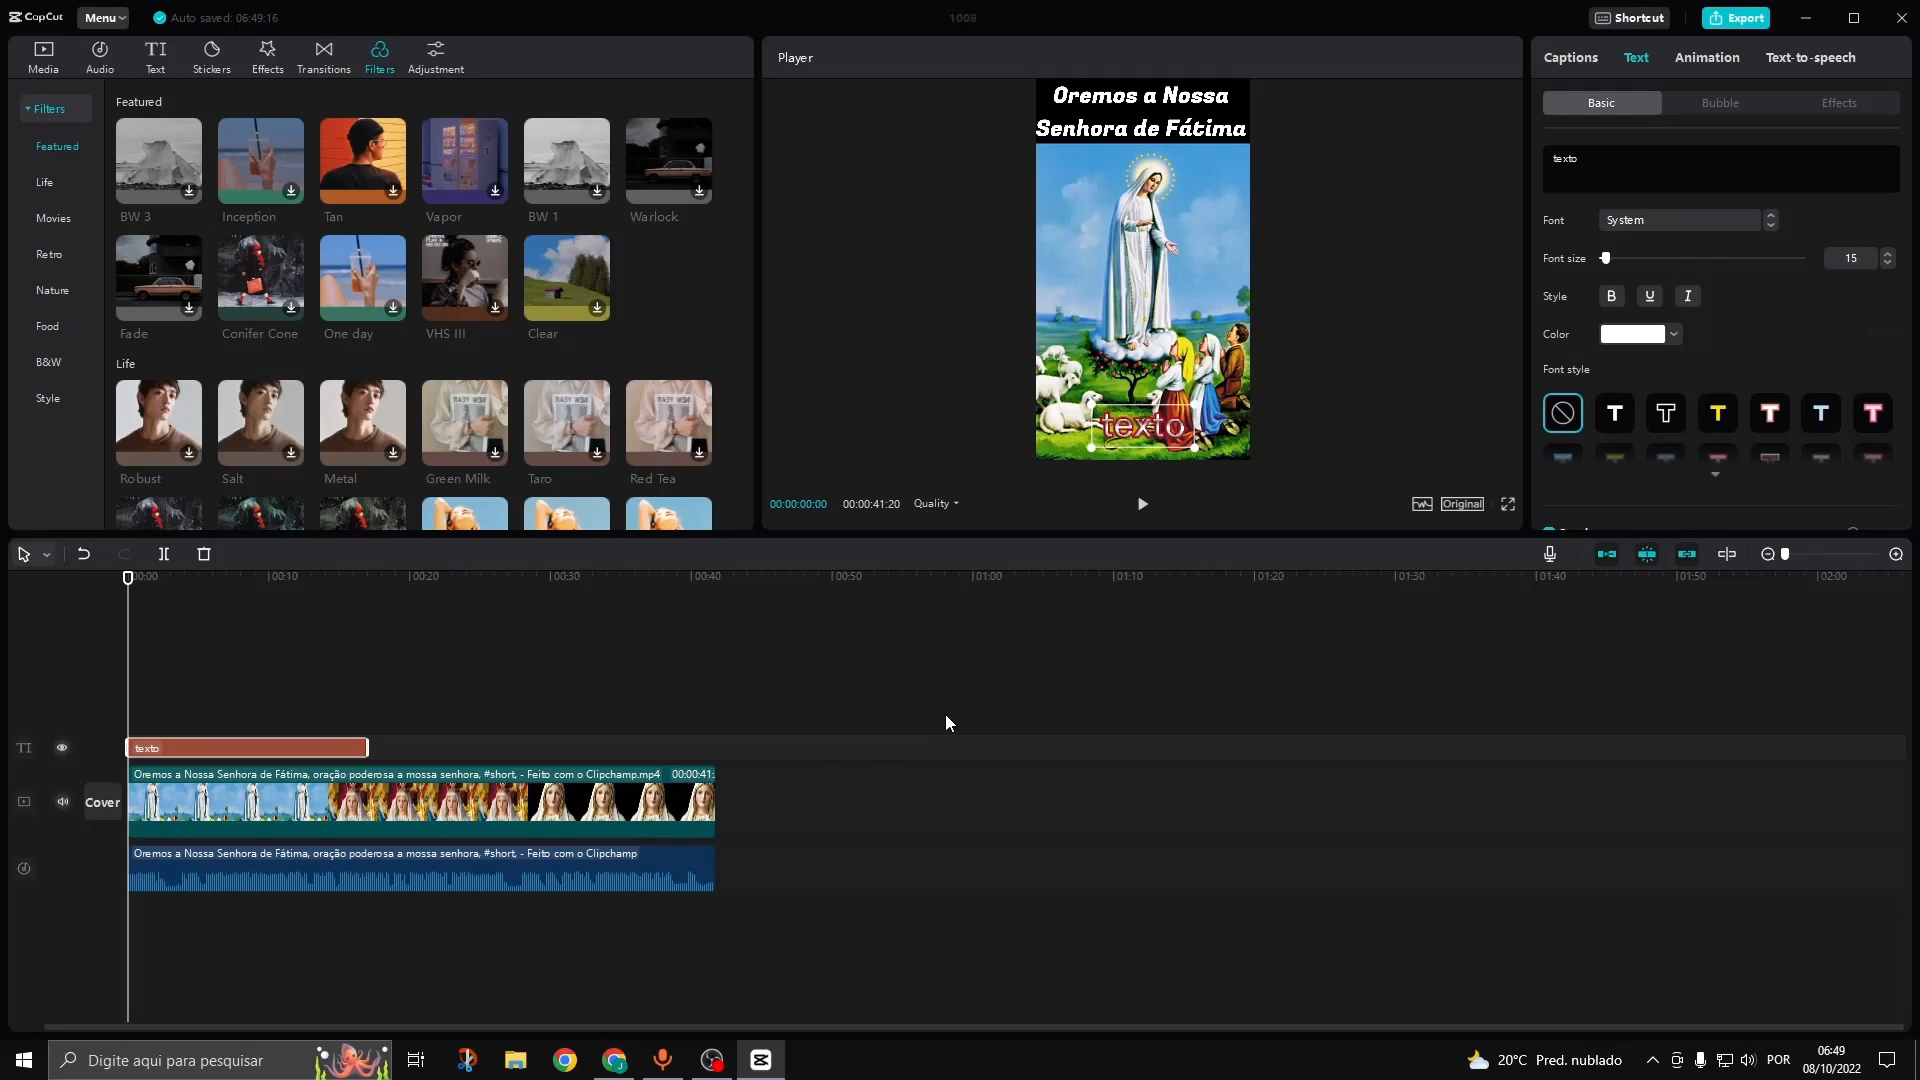 CapCut
Menu
Auto saved: 06:49:16
1008
Shortcut
Export
Media
Audio
Text
Stickers
Effects
Transitions
Filters
Adjustment
Player
Captions
Text
Animation
Text-to-speech
Filters
Featured
Life
Movies
Retro
Nature
Food
B&W
Style
Featured
BW 3
Inception
Tan
Vapor
BW 1
Warlock
Fade
Conifer Cone
One day
VHS III
Clear
Life
Robust
Salt
Metal
Green Milk
Taro
Red Tea
Oremos a Nossa
Senhora de Fátima
texto
00:00:00:00
00:00:41:20
Quality
Original
Basic
Bubble
Effects
texto
Font
System
Font size
15
Style
B
U
I
Color
Font style
00:00
00:10
00:20
00:30
00:40
00:50
01:00
01:10
01:20
01:30
01:40
01:50
02:00
texto
Oremos a Nossa Senhora de Fátima, oração poderosa a mossa senhora, #short, - Feito com o Clipchamp.mp4
00:00:41:
Cover
Oremos a Nossa Senhora de Fátima, oração poderosa a mossa senhora, #short, - Feito com o Clipchamp
Digite aqui para pesquisar
20°C Pred. nublado
POR
06:49
08/10/2022